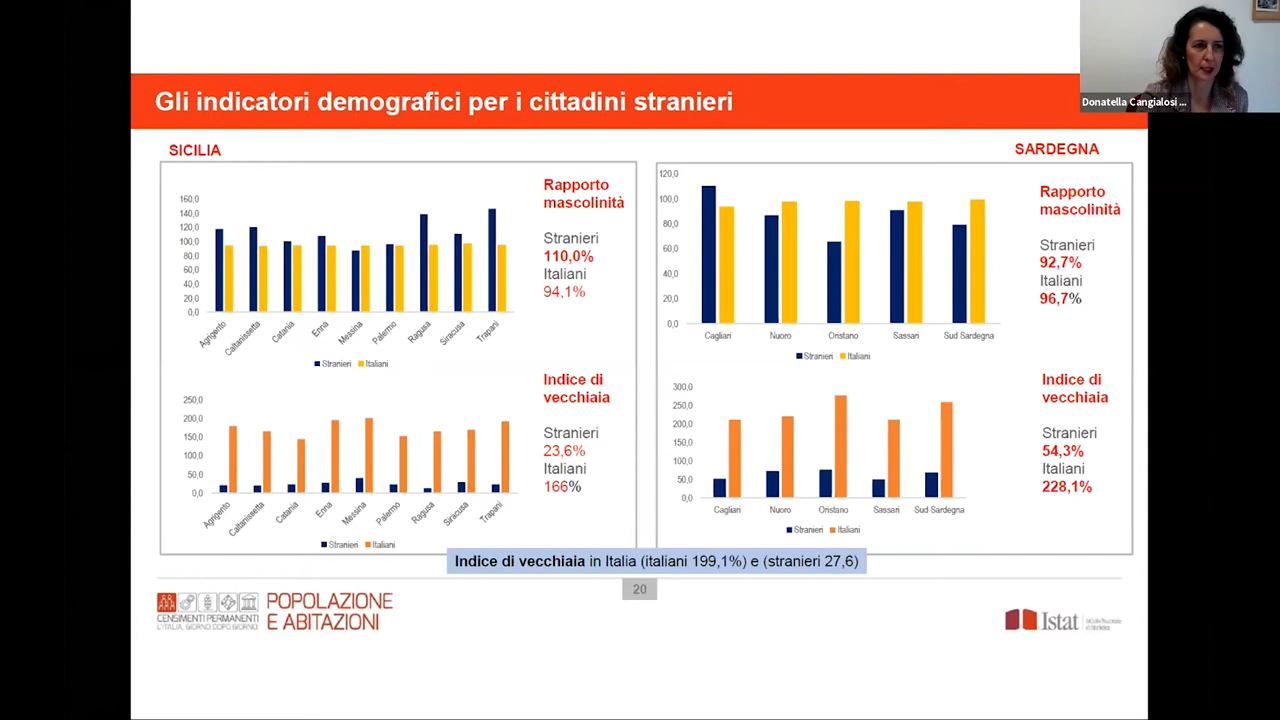 Donatella Cangialosi ...
Gli indicatori demografici per i cittadini stranieri
SICILIA
160,0
140,0
120,0
100,0
80,0
60,0
40,0
20,0
0,0
Agrigento
Caltanissetta
Catania
Enna
Messina
Palermo
Ragusa
Siracusa
Trapani
Stranieri Italiani
Rapporto
mascolinità
Stranieri
110,0%
Italiani
94,1%
250,0
200,0
150,0
100,0
50,0
0,0
Agrigento
Caltanissetta
Catania
Enna
Messina
Palermo
Ragusa
Siracusa
Trapani
Stranieri Italiani
Indice di
vecchiaia
Stranieri
23,6%
Italiani
166%
SARDEGNA
120,0
100,0
80,0
60,0
40,0
20,0
0,0
Cagliari Nuoro Oristano Sassari Sud Sardegna
Stranieri Italiani
Rapporto
mascolinità
Stranieri
92,7%
Italiani
96,7%
300,0
250,0
200,0
150,0
100,0
50,0
0,0
Cagliari Nuoro Oristano Sassari Sud Sardegna
Stranieri Italiani
Indice di
vecchiaia
Stranieri
54,3%
Italiani
228,1%
Indice di vecchiaia in Italia (italiani 199,1%) e (stranieri 27,6)
20
CENSIMENTI PERMANENTI
L'ITALIA, GIORNO DOPO GIORNO.
POPOLAZIONE
E ABITAZIONI
Istat